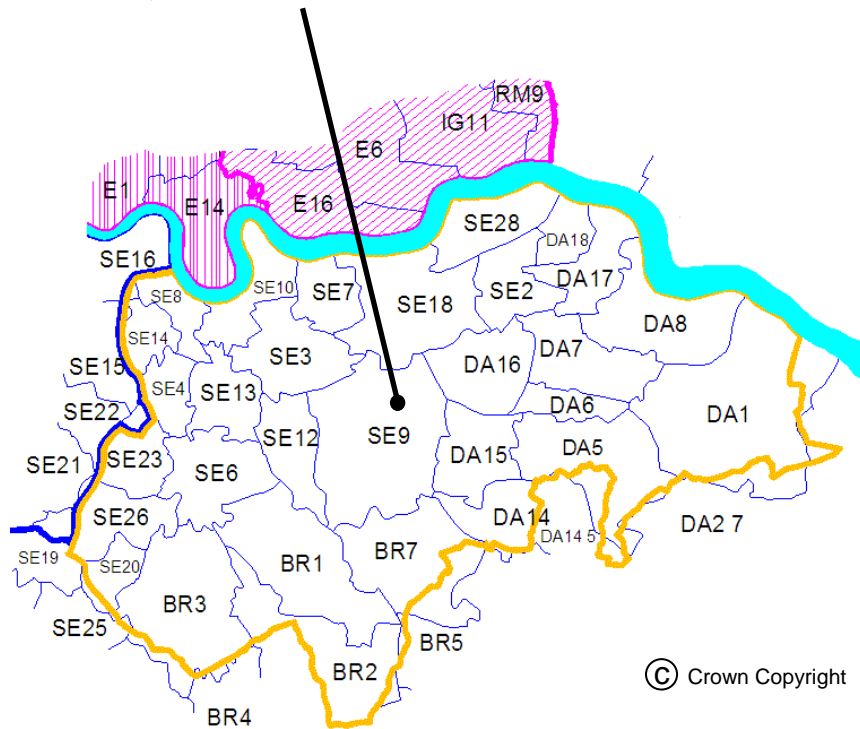 RM9
IG11
E6
E1
E14
E16
SE28
DA18
SE16
SE8
SE10
SE7
SE18
SE2
DA17
SE14
DA8
SE3
DA7
SE15
SE4
SE13
DA16
SE22
DA6
DA1
SE12
SE9
SE21
SE23
SE6
DA15
DA5
SE26
DA14
DA2 7
SE19
SE20
BR1
BR7
DA14 5
BR3
SE25
BR5
BR2
BR4
© Crown Copyright